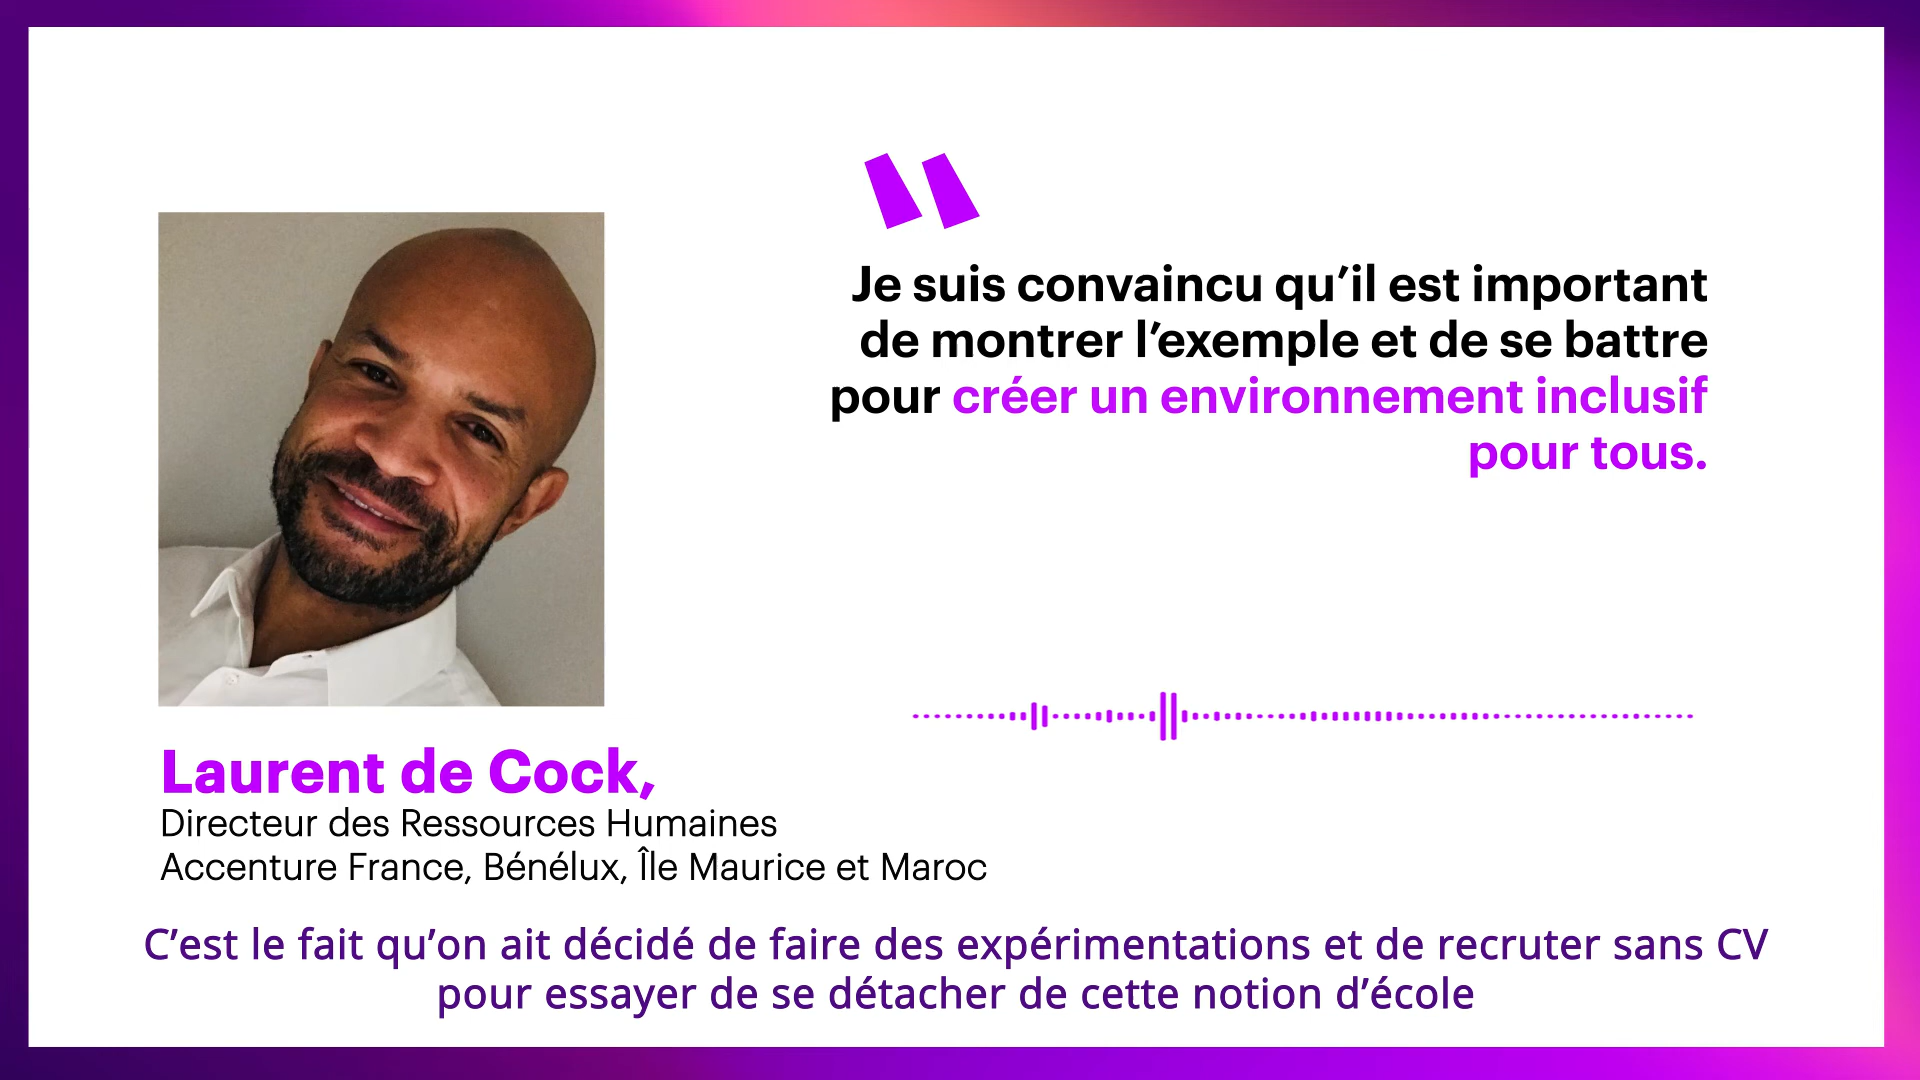 Je suis convaincu qu’il est important
de montrer l’exemple et de se battre
pour créer un environnement inclusif
pour tous.
Laurent de Cock,
Directeur des Ressources Humaines
Accenture France, Bénélux, Île Maurice et Maroc
C’est le fait qu’on ait décidé de faire des expérimentations et de recruter sans CV
pour essayer de se détacher de cette notion d’école